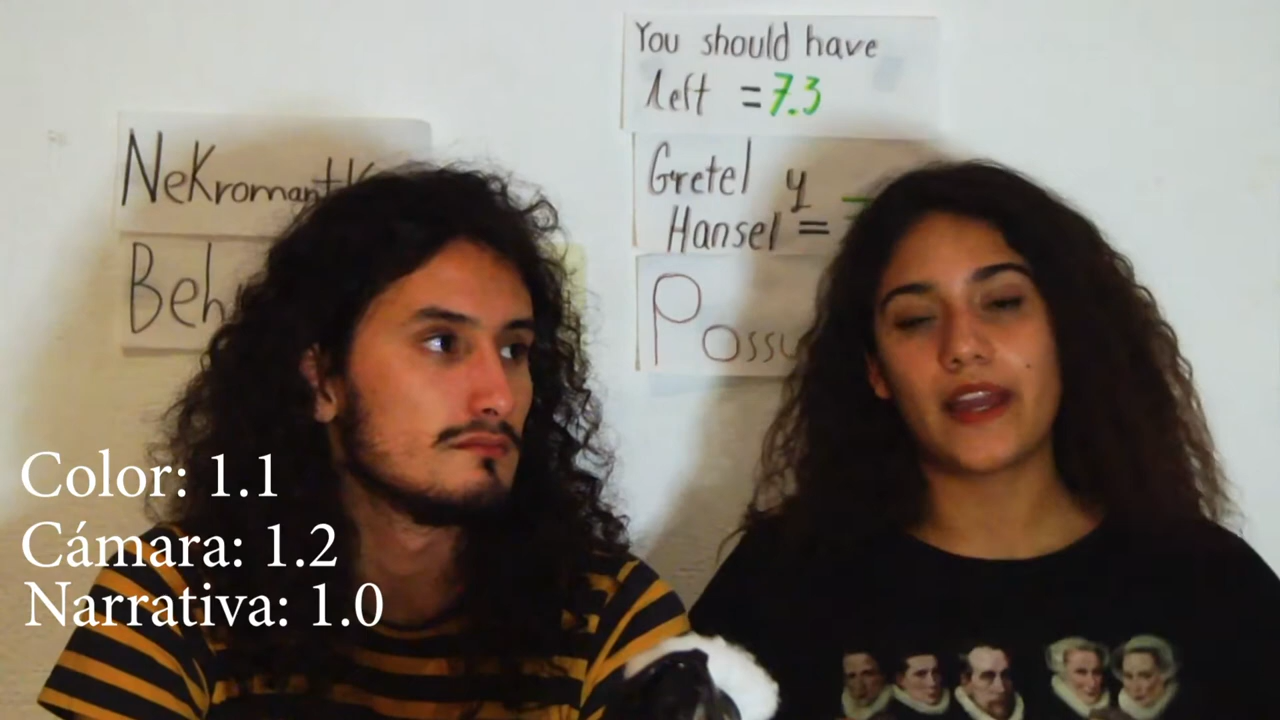 You should have
left = 7.3
Gretel y
Hansel =
Color: 1.1
Cámara: 1.2
Narrativa: 1.0